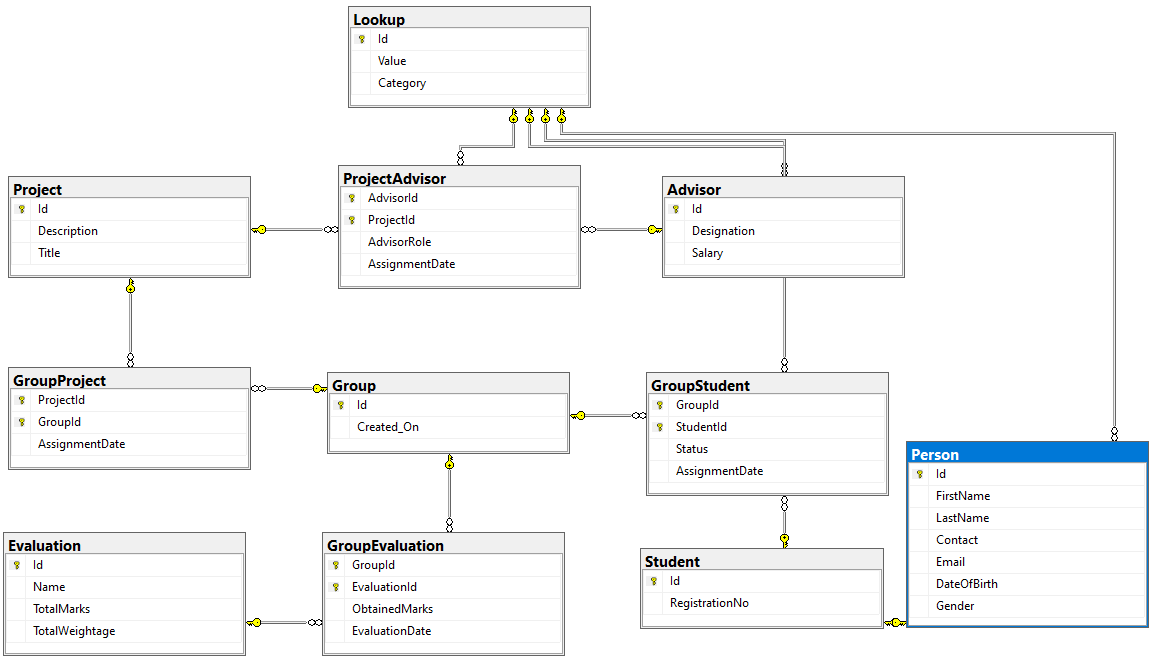 Lookup
Id
Value
Category
Project
Id
Description
Title
ProjectAdvisor
AdvisorId
ProjectId
AdvisorRole
AssignmentDate
Advisor
Id
Designation
Salary
GroupProject
ProjectId
GroupId
AssignmentDate
Group
Id
Created_On
GroupStudent
GroupId
StudentId
Status
AssignmentDate
Person
Id
FirstName
LastName
Contact
Email
DateOfBirth
Gender
Evaluation
Id
Name
TotalMarks
TotalWeightage
GroupEvaluation
GroupId
EvaluationId
ObtainedMarks
EvaluationDate
Student
Id
RegistrationNo